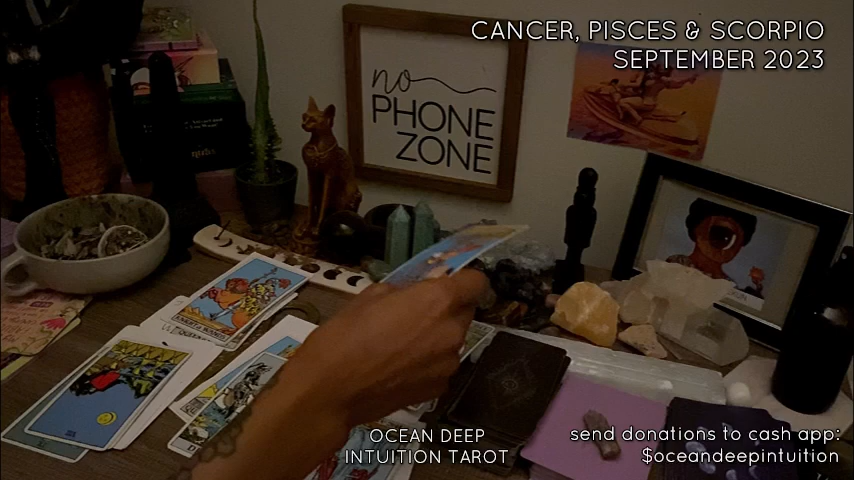 CANCER, PISCES & SCORPIO
SEPTEMBER 2023
no
PHONE
ZONE
OCEAN DEEP
INTUITION TAROT
send donations to cash app:
$oceandeepintuition